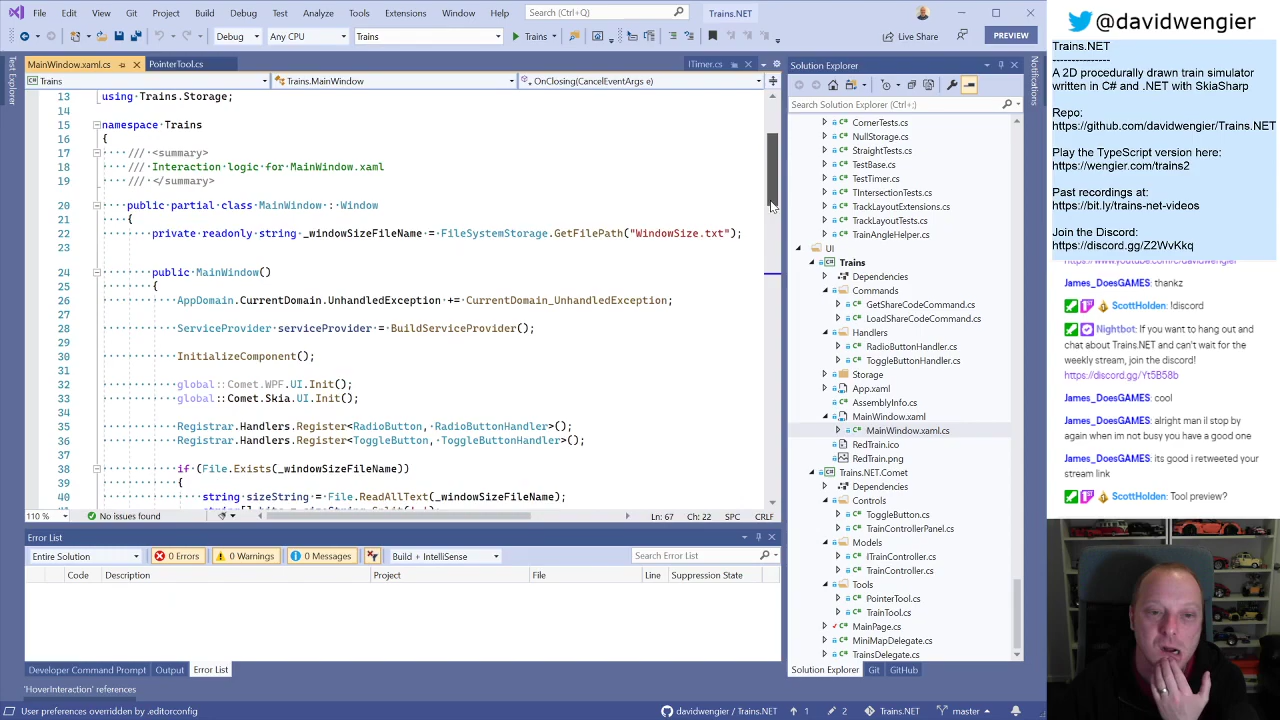 File Edit View Git Project Build Debug Test Analyze Tools Extensions Window Help Search (Ctrl+Q) Trains.NET
Debug Any CPU Trains Trains Live Share PREVIEW
MainWindow.xaml.cs PointerTool.cs ITimer.cs
Trains Trains.MainWindow OnClosing(CancelEventArgs e)
Test Explorer
13 using Trains.Storage;
14
15 namespace Trains
16 {
17 /// <summary>
18 /// Interaction logic for MainWindow.xaml
19 /// </summary>
20 public partial class MainWindow : Window
21 {
22 private readonly string _windowSizeFileName = FileSystemStorage.GetFilePath("WindowSize.txt");
23
24 public MainWindow()
25 {
26 AppDomain.CurrentDomain.UnhandledException += CurrentDomain_UnhandledException;
27
28 ServiceProvider serviceProvider = BuildServiceProvider();
29
30 InitializeComponent();
31
32 global::Comet.WPF.UI.Init();
33 global::Comet.Skia.UI.Init();
34
35 Registrar.Handlers.Register<RadioButton, RadioButtonHandler>();
36 Registrar.Handlers.Register<ToggleButton, ToggleButtonHandler>();
37
38 if (File.Exists(_windowSizeFileName))
39 {
40 string sizeString = File.ReadAllText(_windowSizeFileName);
110 % No issues found Ln: 67 Ch: 22 SPC CRLF
Error List
Entire Solution 0 Errors 0 Warnings 0 Messages Build + IntelliSense Search Error List
Code Description Project File Line Suppression State
Developer Command Prompt Output Error List
'HoverInteraction' references
User preferences overridden by .editorconfig
davidwengier/Trains.NET 1 2 Trains.NET master
Solution Explorer
Search Solution Explorer (Ctrl+;)
CornerTests.cs
NullStorage.cs
StraightTests.cs
TestBase.cs
TestTimer.cs
TIntersectionTests.cs
TrackLayoutExtensions.cs
TrackLayoutTests.cs
TrainAngleHelper.cs
UI
Trains
Dependencies
Commands
GetShareCodeCommand.cs
LoadShareCodeCommand.cs
Handlers
RadioButtonHandler.cs
ToggleButtonHandler.cs
Storage
App.xaml
AssemblyInfo.cs
MainWindow.xaml
MainWindow.xaml.cs
RedTrain.ico
RedTrain.png
Trains.NET.Comet
Dependencies
Controls
ToggleButton.cs
TrainControllerPanel.cs
Models
ITrainController.cs
TrainController.cs
Tools
PointerTool.cs
TrainTool.cs
MainPage.cs
MiniMapDelegate.cs
TrainsDelegate.cs
Solution Explorer Git GitHub
Notifications
@davidwengier
Trains.NET
-------------
A 2D procedurally drawn train simulator
written in C# and .NET with SkiaSharp
Repo:
https://github.com/davidwengier/Trains.NET
Play the TypeScript version here:
https://wengier.com/trains2
Past recordings at:
https://bit.ly/trains-net-videos
Join the Discord:
https://discord.gg/Z2WvKkq
https://www.youtube.com/c/davidwengier
James_DoesGAMES: thankz
ScottHolden: !discord
Nightbot: If you want to hang out and
chat about Trains.NET and can't wait for the
weekly stream, join the discord!
https://discord.gg/Yt5B58b
James_DoesGAMES: cool
James_DoesGAMES: alright man il stop by
again when im not busy you have a good one
James_DoesGAMES: its good i retweeted your
stream link
ScottHolden: Tool preview?